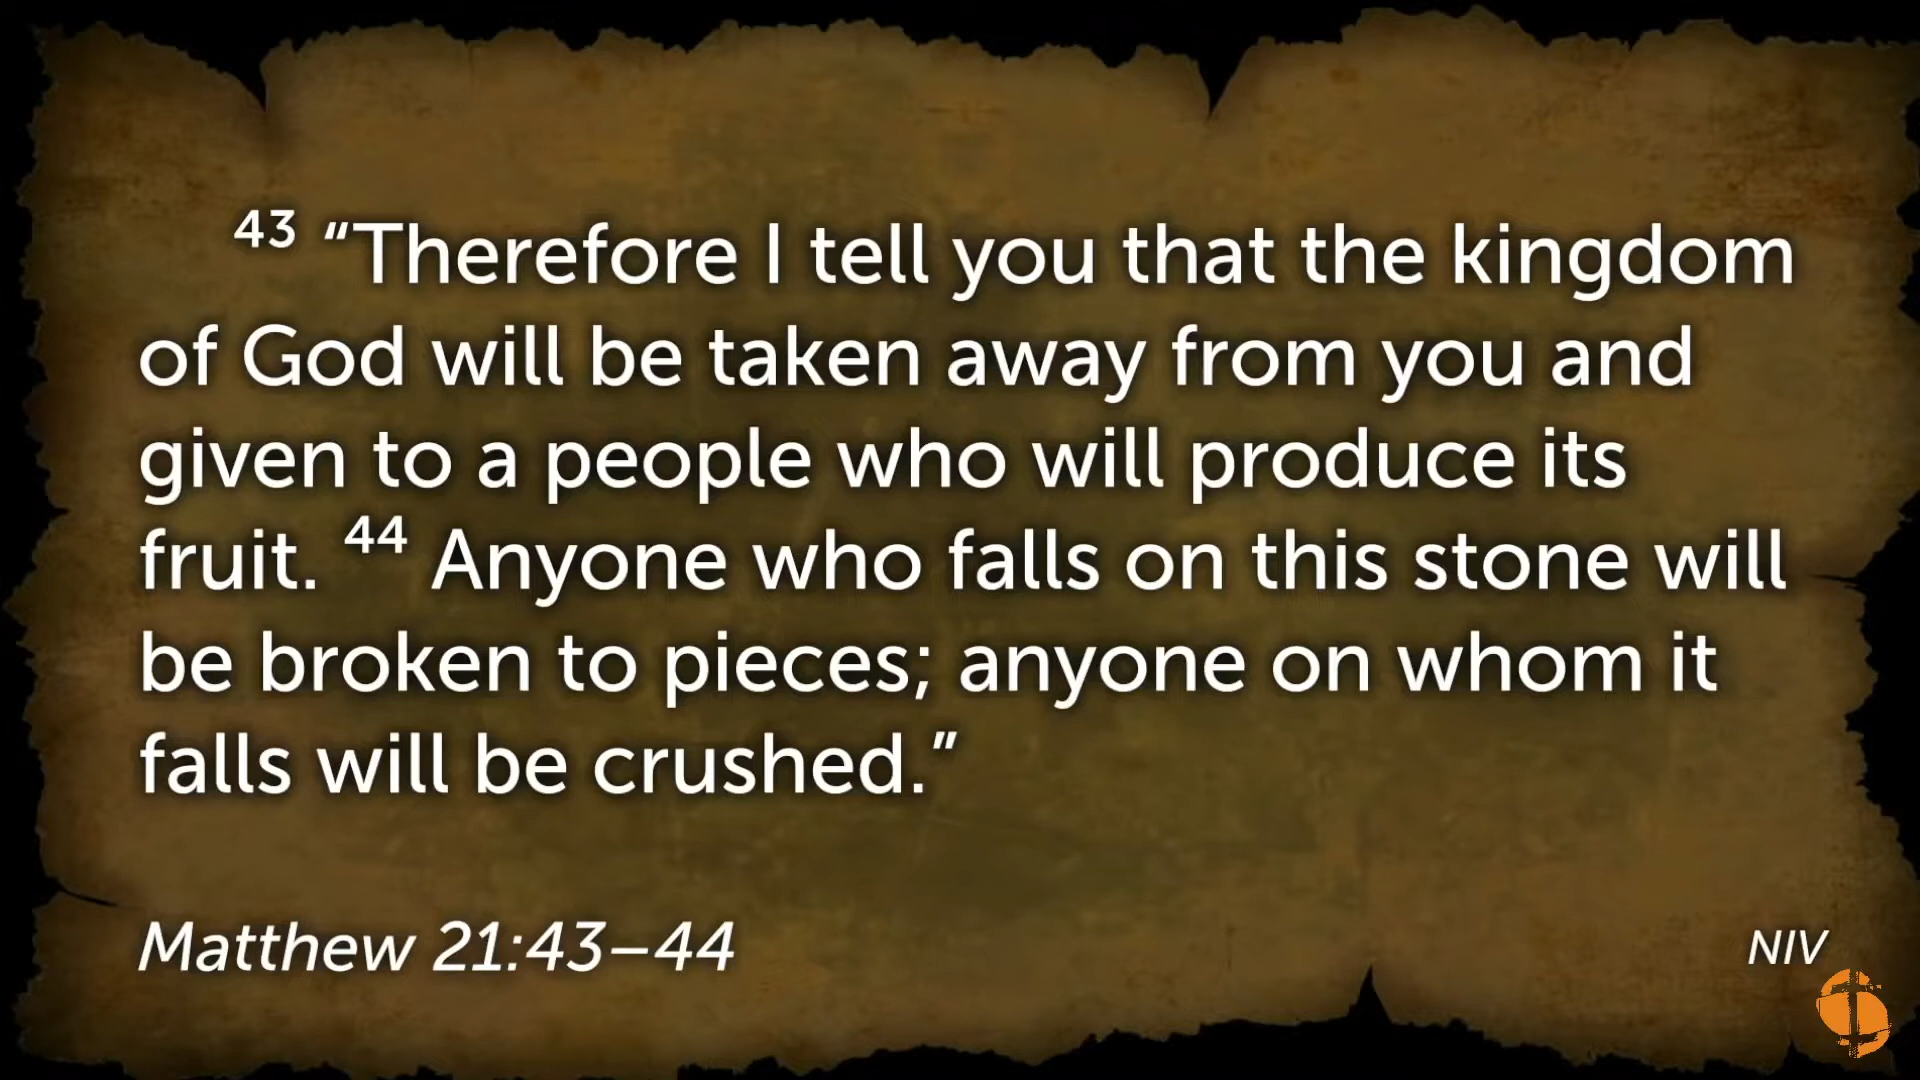 43 “Therefore I tell you that the kingdom
of God will be taken away from you and
given to a people who will produce its
fruit. 44 Anyone who falls on this stone will
be broken to pieces; anyone on whom it
falls will be crushed.”
Matthew 21:43–44
NIV